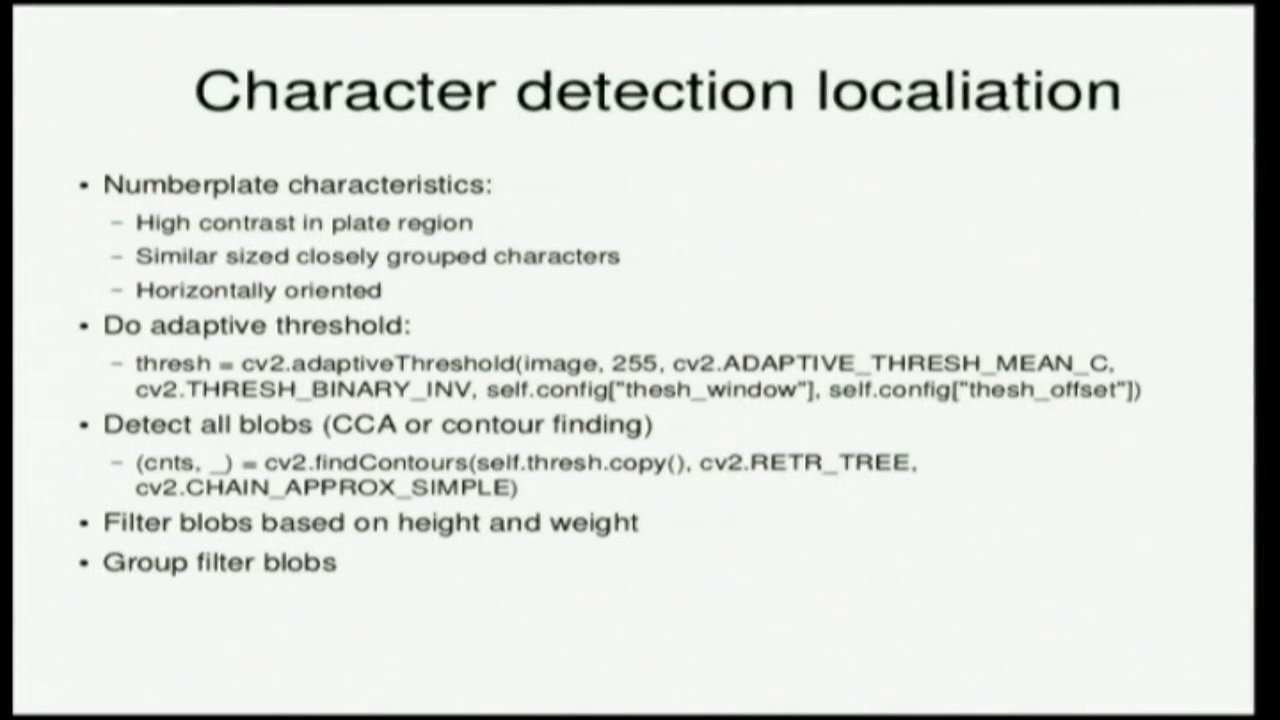 Character detection localiation
• Numberplate characteristics:
– High contrast in plate region
– Similar sized closely grouped characters
– Horizontally oriented
• Do adaptive threshold:
– thresh = cv2.adaptiveThreshold(image, 255, cv2.ADAPTIVE_THRESH_MEAN_C,
cv2.THRESH_BINARY_INV, self.config["thesh_window"], self.config["thesh_offset"])
• Detect all blobs (CCA or contour finding)
– (cnts, _) = cv2.findContours(self.thresh.copy(), cv2.RETR_TREE,
cv2.CHAIN_APPROX_SIMPLE)
• Filter blobs based on height and weight
• Group filter blobs